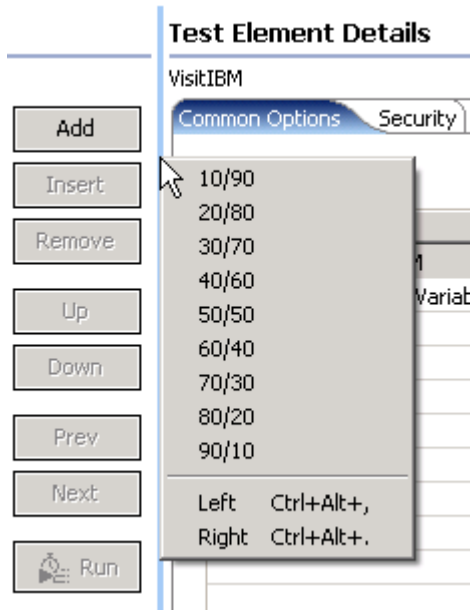 Test Element Details
VisitIBM
Common Options
Security
Add
Insert
Remove
Up
Down
Prev
Next
Run
10/90
20/80
30/70
40/60
50/50
60/40
70/30
80/20
90/10
Left Ctrl+Alt+,
Right Ctrl+Alt+.